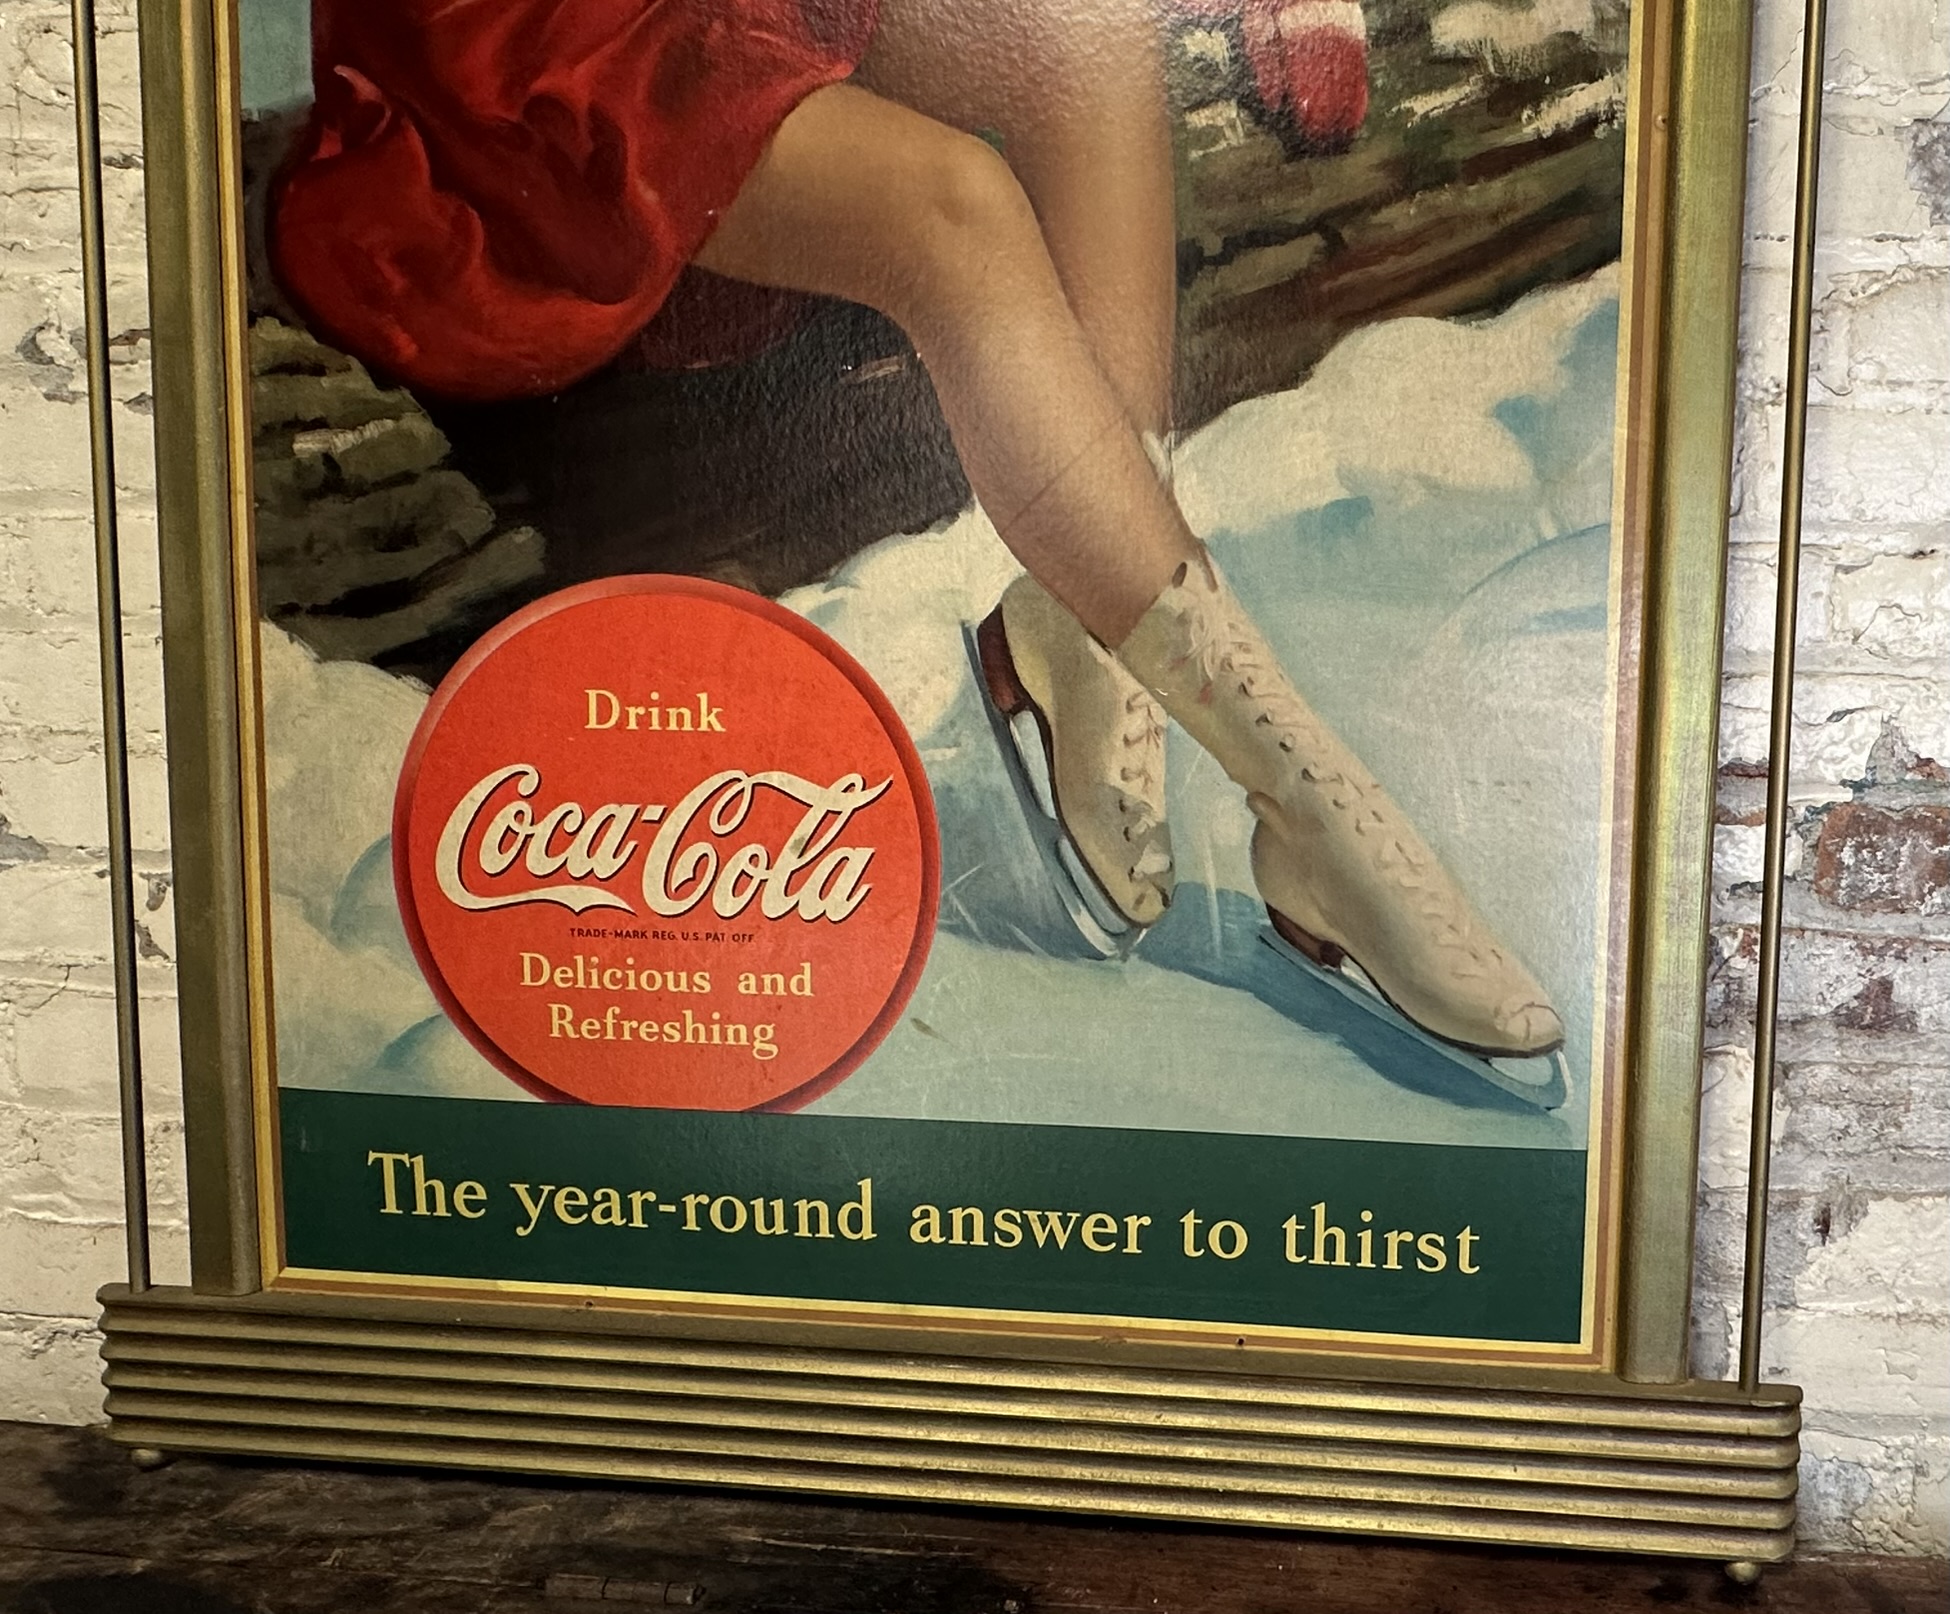 Drink
Coca-Cola
TRADE-MARK REG. U.S. PAT. OFF.
Delicious and
Refreshing
The year-round answer to thirst